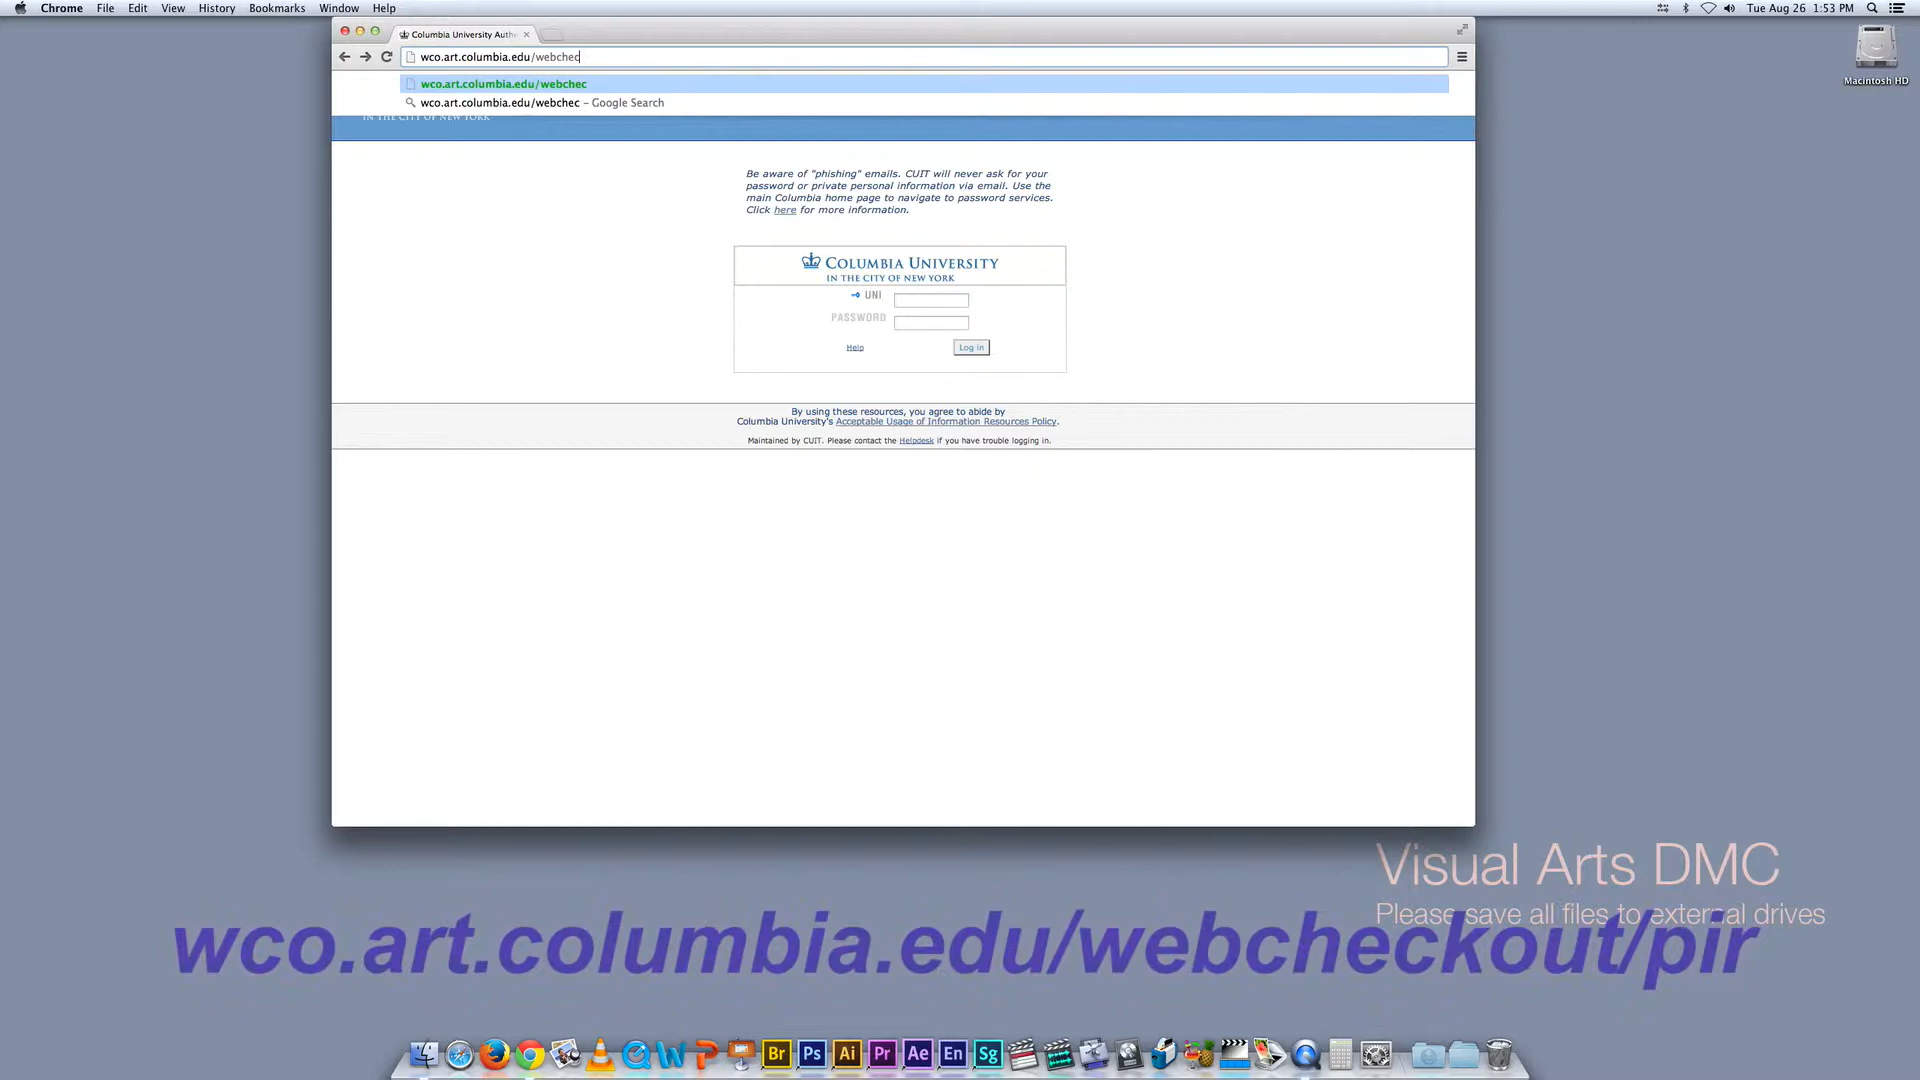 Chrome File Edit View History Bookmarks Window Help
Tue Aug 26 1:53 PM
Columbia University Authe
wco.art.columbia.edu/webchec
wco.art.columbia.edu/webchec
wco.art.columbia.edu/webchec – Google Search
IN THE CITY OF NEW YORK
Macintosh HD
Be aware of "phishing" emails. CUIT will never ask for your
password or private personal information via email. Use the
main Columbia home page to navigate to password services.
Click here for more information.
COLUMBIA UNIVERSITY
IN THE CITY OF NEW YORK
UNI
PASSWORD
Help
Log in
By using these resources, you agree to abide by
Columbia University's Acceptable Usage of Information Resources Policy.
Maintained by CUIT. Please contact the Helpdesk if you have trouble logging in.
Visual Arts DMC
Please save all files to external drives
wco.art.columbia.edu/webcheckout/pir
Br Ps Ai Pr Ae En Sg